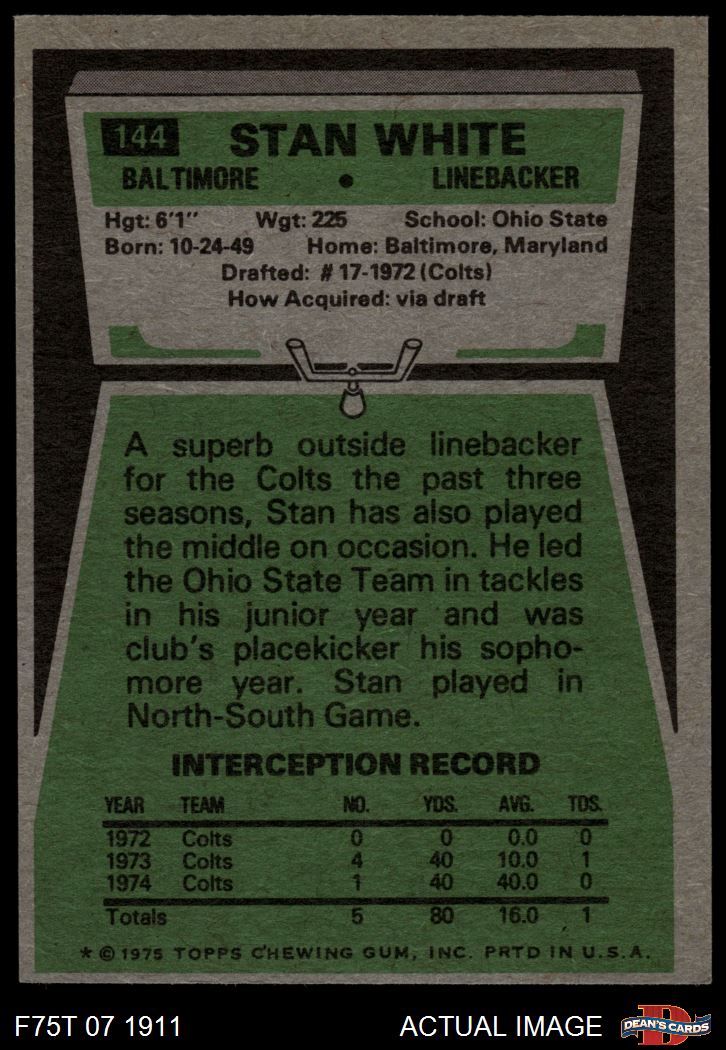 144 STAN WHITE
BALTIMORE • LINEBACKER
Hgt: 6'1" Wgt: 225 School: Ohio State
Born: 10-24-49 Home: Baltimore, Maryland
Drafted: #17-1972 (Colts)
How Acquired: via draft
A superb outside linebacker
for the Colts the past three
seasons, Stan has also played
the middle on occasion. He led
the Ohio State Team in tackles
in his junior year and was
club's placekicker his sopho-
more year. Stan played in
North-South Game.
INTERCEPTION RECORD
YEAR TEAM NO. YDS. AVG. TDS.
1972 Colts 0 0 0.0 0
1973 Colts 4 40 10.0 1
1974 Colts 1 40 40.0 0
Totals 5 80 16.0 1
* © 1975 TOPPS CHEWING GUM, INC. PRTD IN U.S.A.
F75T 07 1911 ACTUAL IMAGE D DEAN'S CARDS